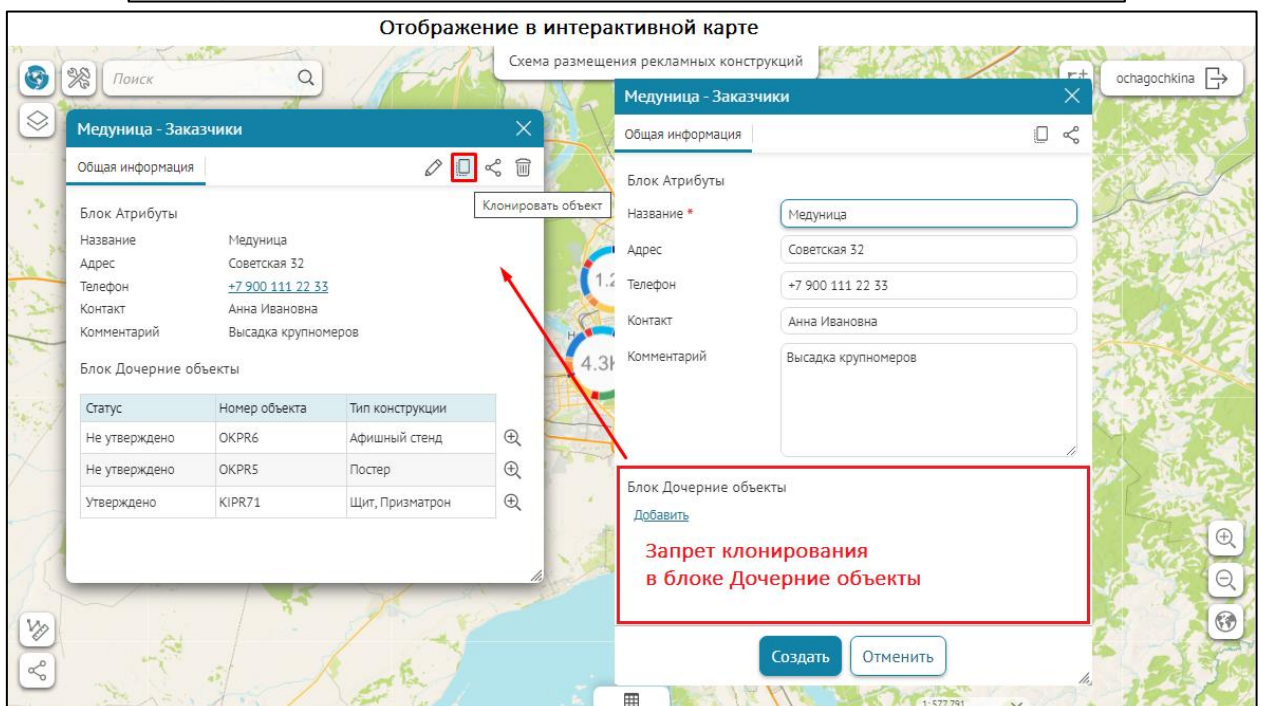 Отображение в интерактивной карте
Поиск
Схема размещения рекламных конструкций
ochagochkina
Медуница - Заказчики
Общая информация
Клонировать объект
Блок Атрибуты
Название Медуница
Адрес Советская 32
Телефон +7 900 111 22 33
Контакт Анна Ивановна
Комментарий Высадка крупномеров
Блок Дочерние объекты
Статус Номер объекта Тип конструкции
Не утверждено OKPR6 Афишный стенд
Не утверждено OKPR5 Постер
Утверждено KIPR71 Щит, Призматрон
Медуница - Заказчики
Общая информация
Блок Атрибуты
Название * Медуница
Адрес Советская 32
Телефон +7 900 111 22 33
Контакт Анна Ивановна
Комментарий Высадка крупномеров
Блок Дочерние объекты
Добавить
Запрет клонирования
в блоке Дочерние объекты
Создать Отменить
1: 577 791